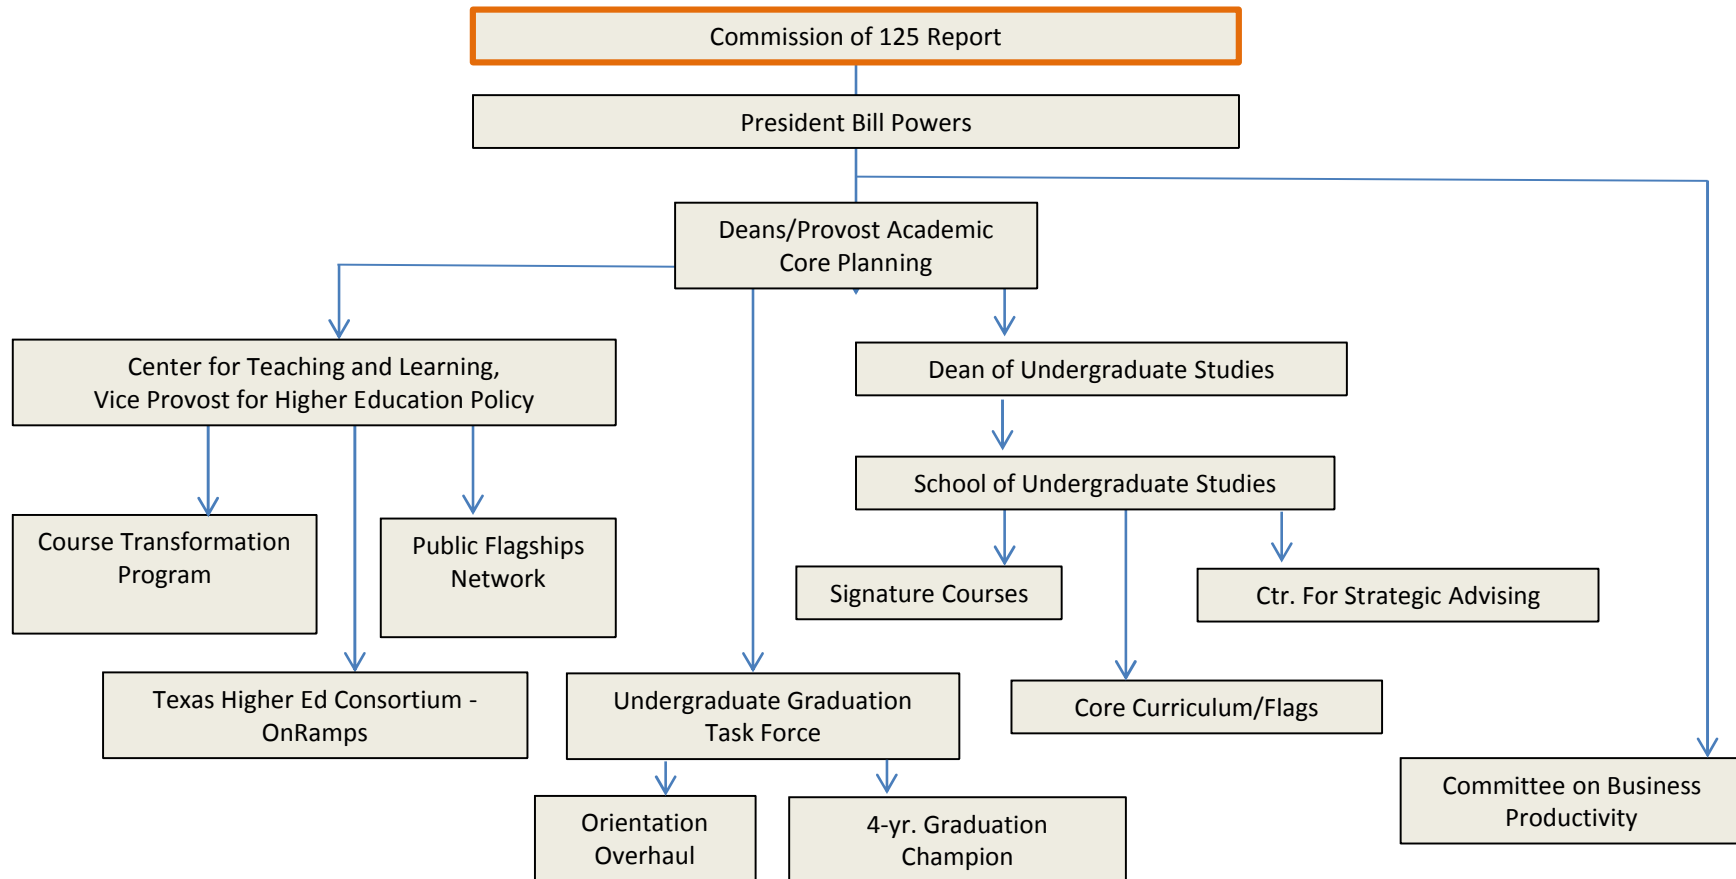 Commission of 125 Report
President Bill Powers
Deans/Provost Academic
Core Planning
Center for Teaching and Learning,
Vice Provost for Higher Education Policy
Dean of Undergraduate Studies
School of Undergraduate Studies
Course Transformation
Program
Public Flagships
Network
Signature Courses
Ctr. For Strategic Advising
Texas Higher Ed Consortium -
OnRamps
Undergraduate Graduation
Task Force
Core Curriculum/Flags
Committee on Business
Productivity
Orientation
Overhaul
4-yr. Graduation
Champion